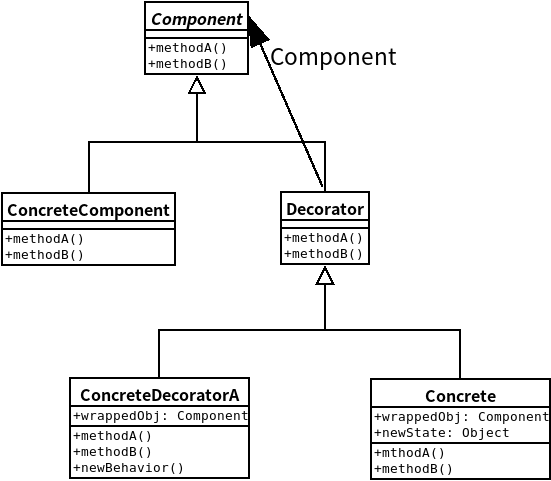 Component
+methodA()
+methodB()
Component
ConcreteComponent
+methodA()
+methodB()
Decorator
+methodA()
+methodB()
ConcreteDecoratorA
+wrappedObj: Component
+methodA()
+methodB()
+newBehavior()
Concrete
+wrappedObj: Component
+newState: Object
+mthodA()
+methodB()